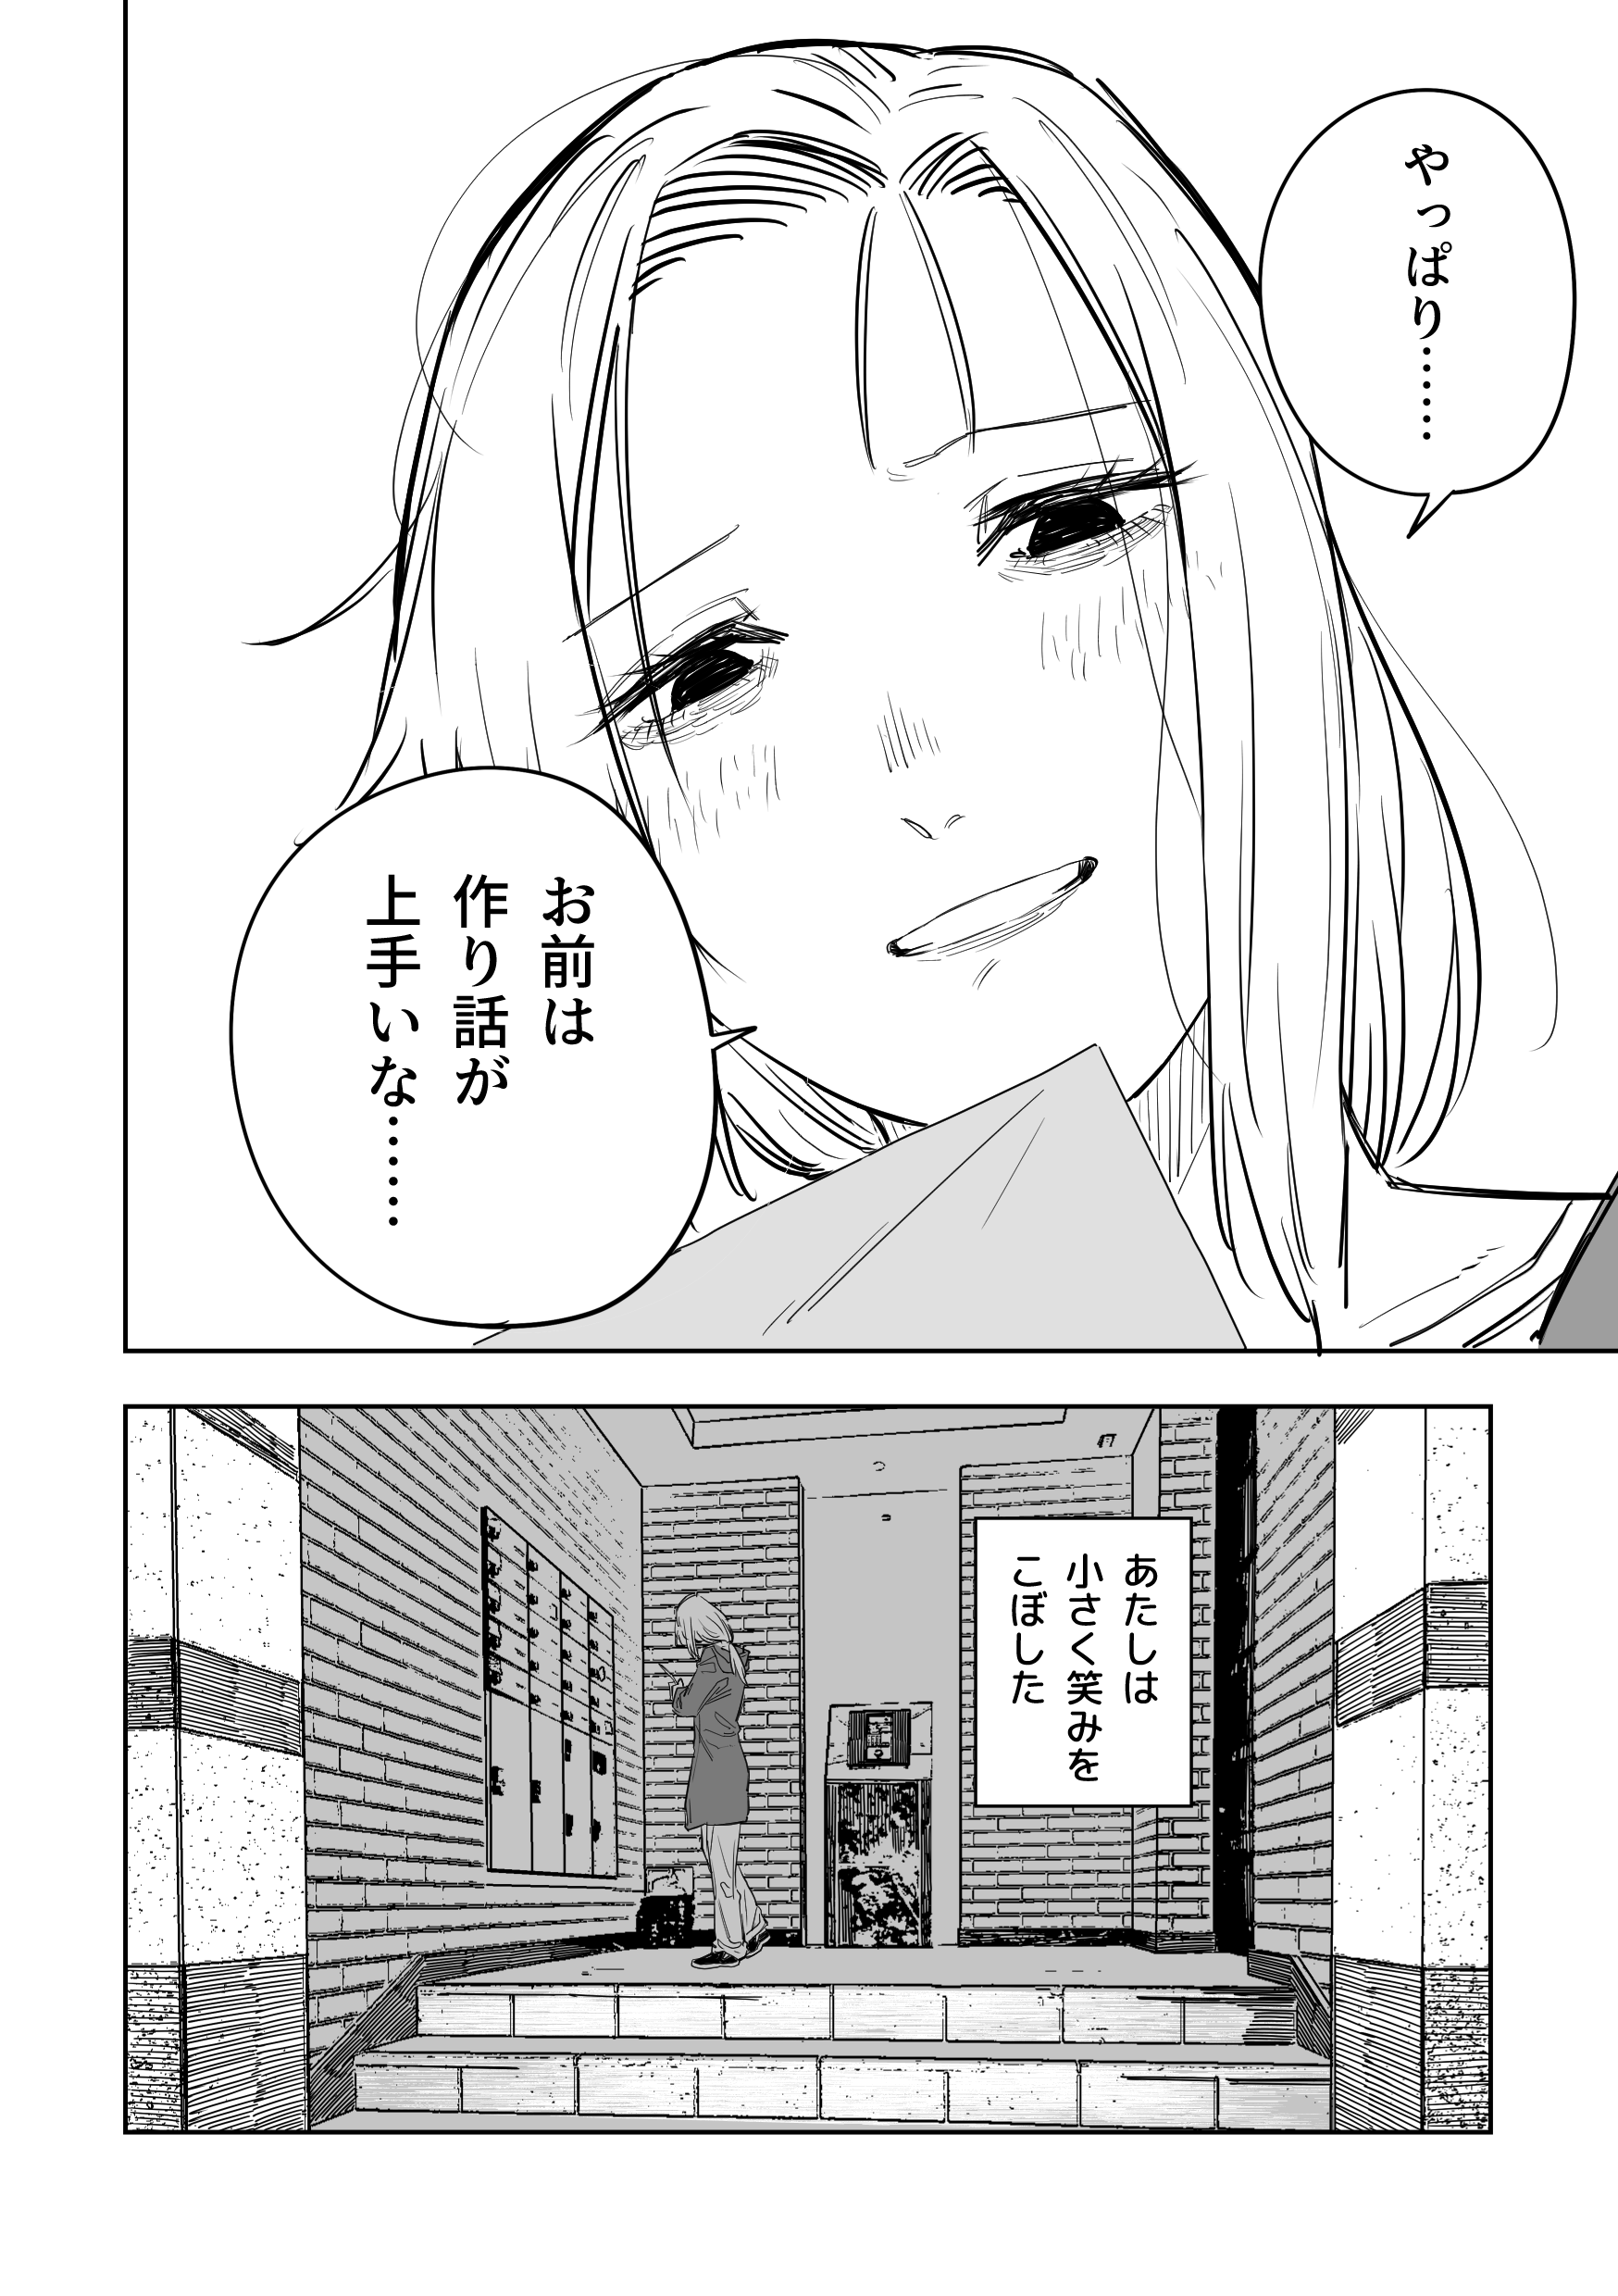 やっぱり……
お前は
作り話が
上手いな……
あたしは
小さく笑みを
こぼした